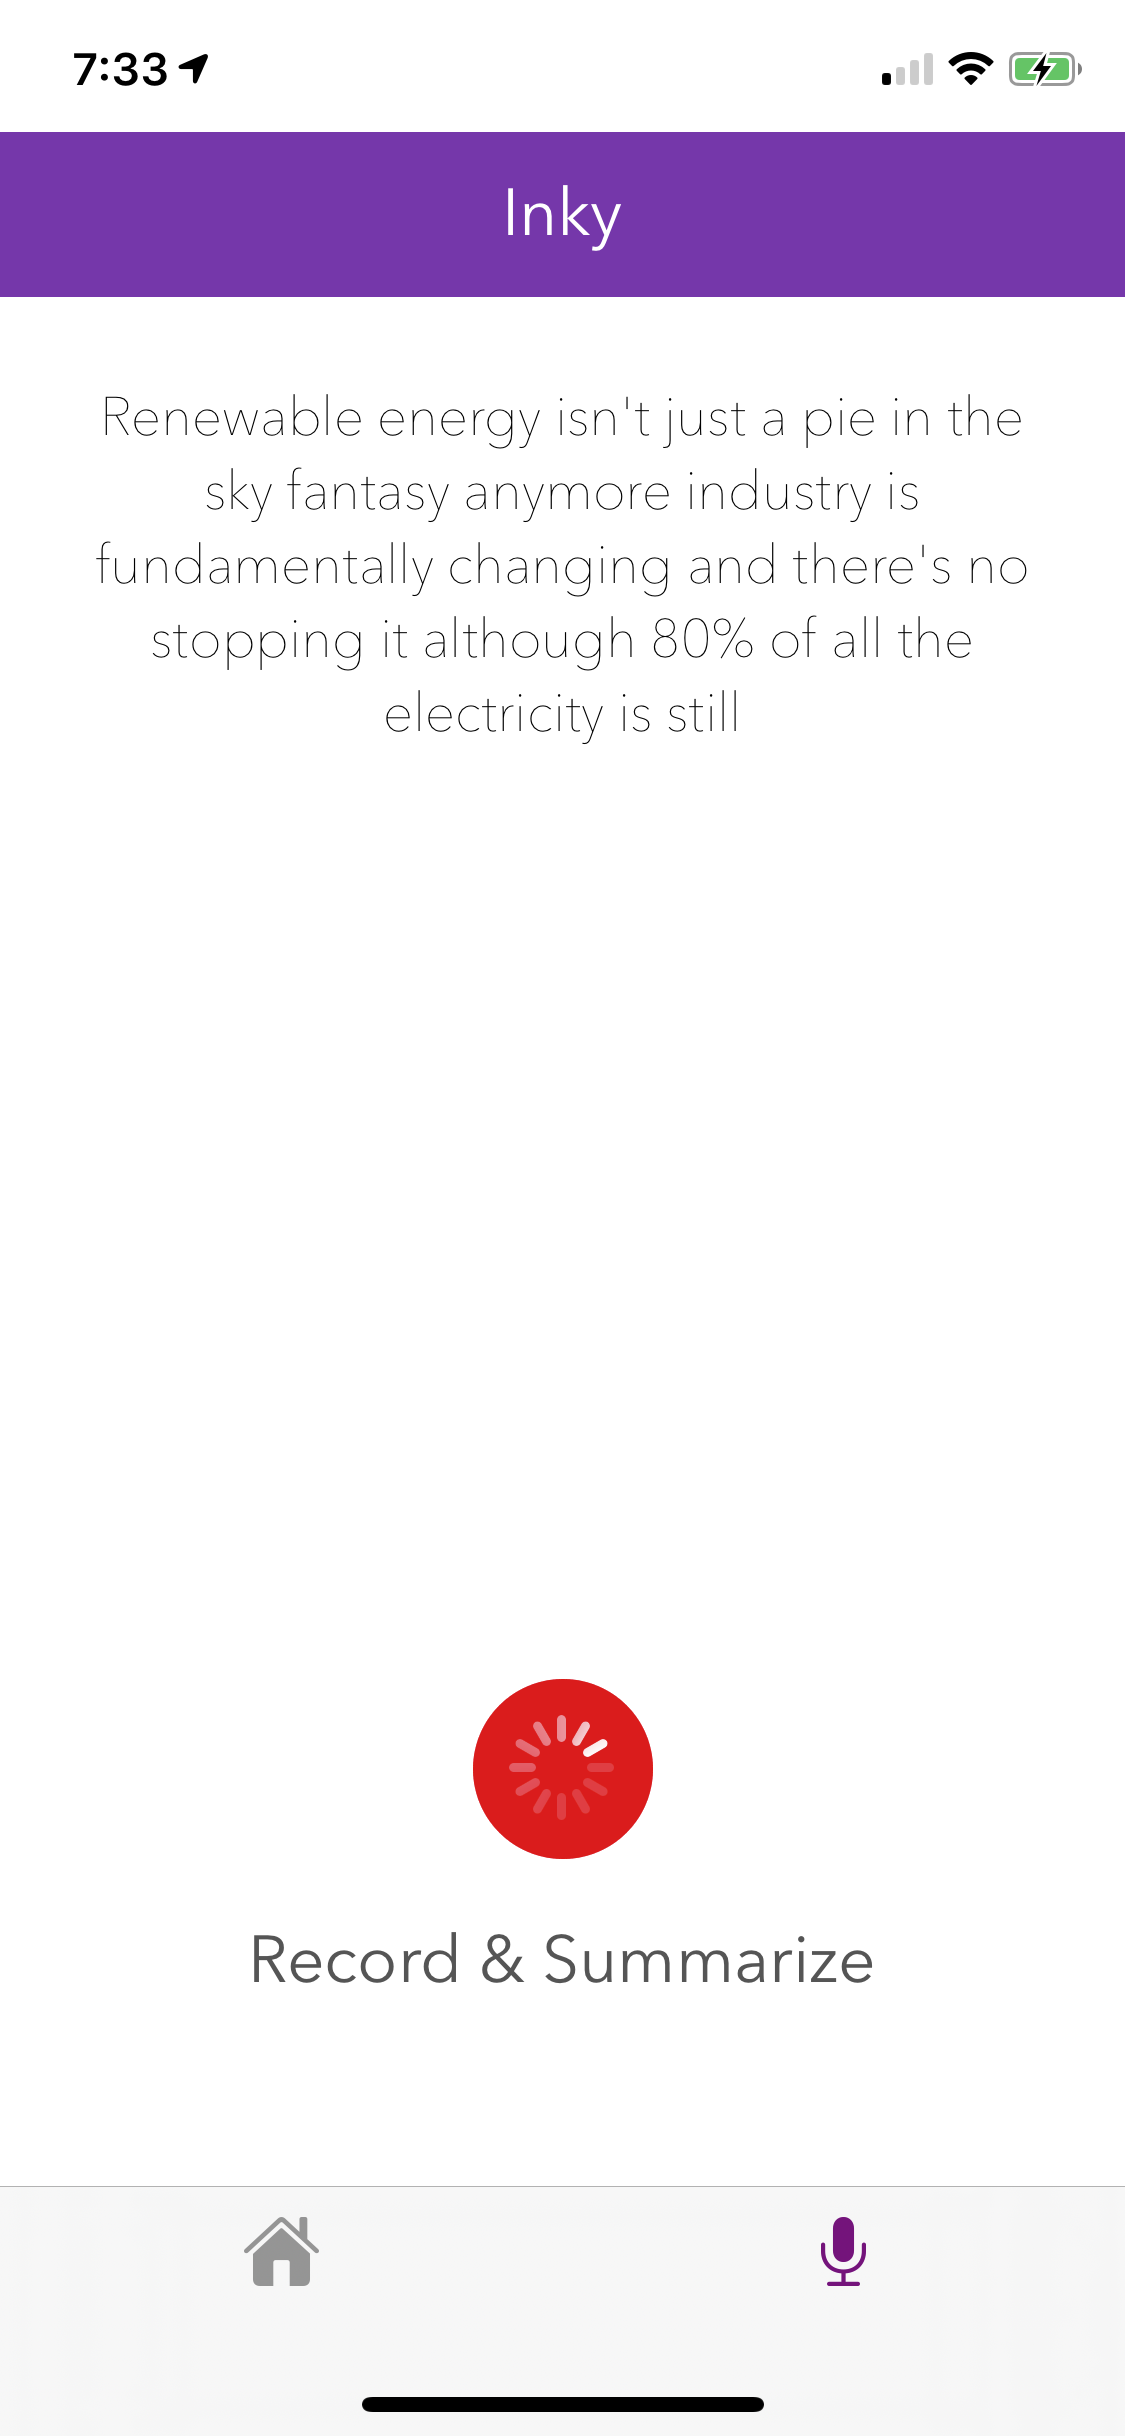 7:33
Inky
Renewable energy isn't just a pie in the
sky fantasy anymore industry is
fundamentally changing and there's no
stopping it although 80% of all the
electricity is still
Record & Summarize